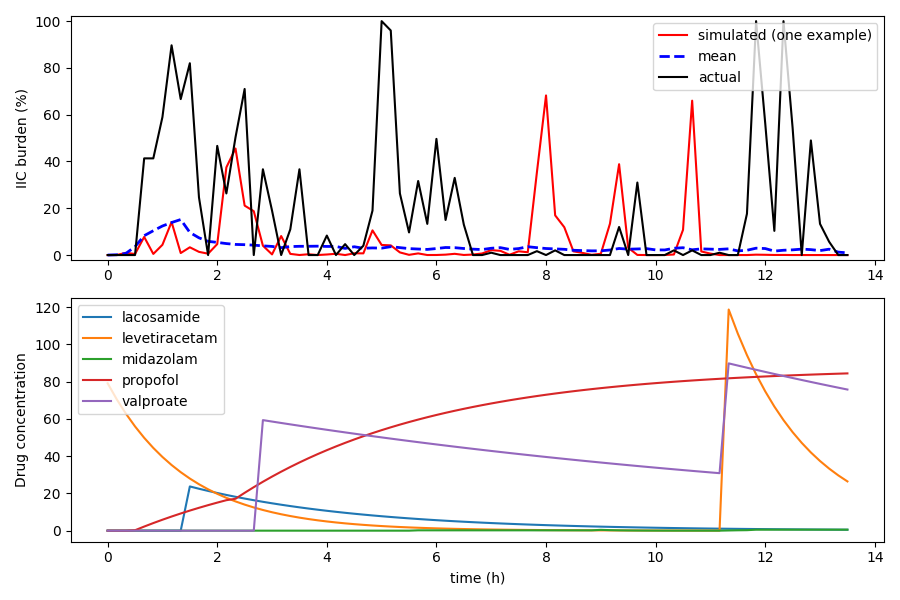 100
80
60
40
20
0
IIC burden (%)
simulated (one example)
mean
actual
0 2 4 6 8 10 12 14
120
100
80
60
40
20
0
Drug concentration
lacosamide
levetiracetam
midazolam
propofol
valproate
0 2 4 6 8 10 12 14
time (h)